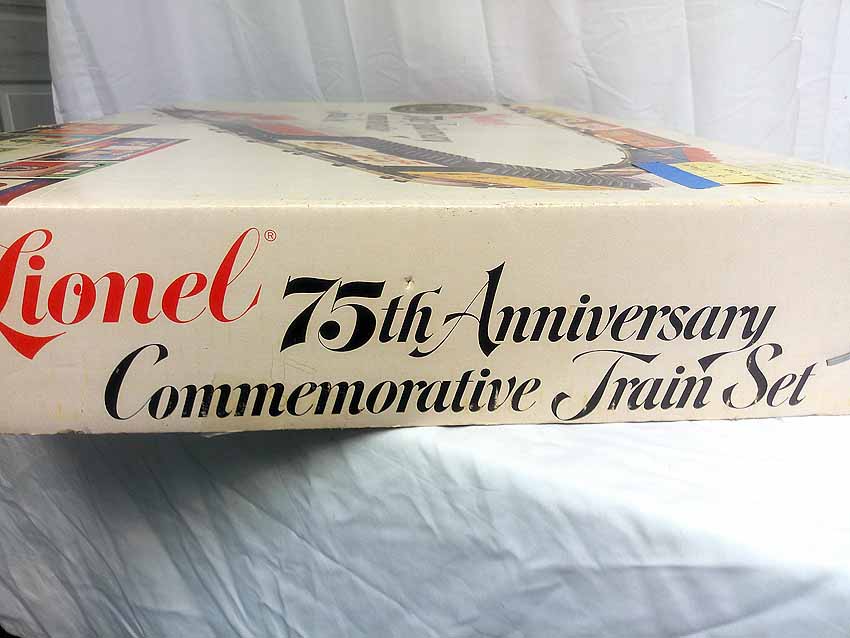 Lionel® 75th Anniversary
Commemorative Train Set